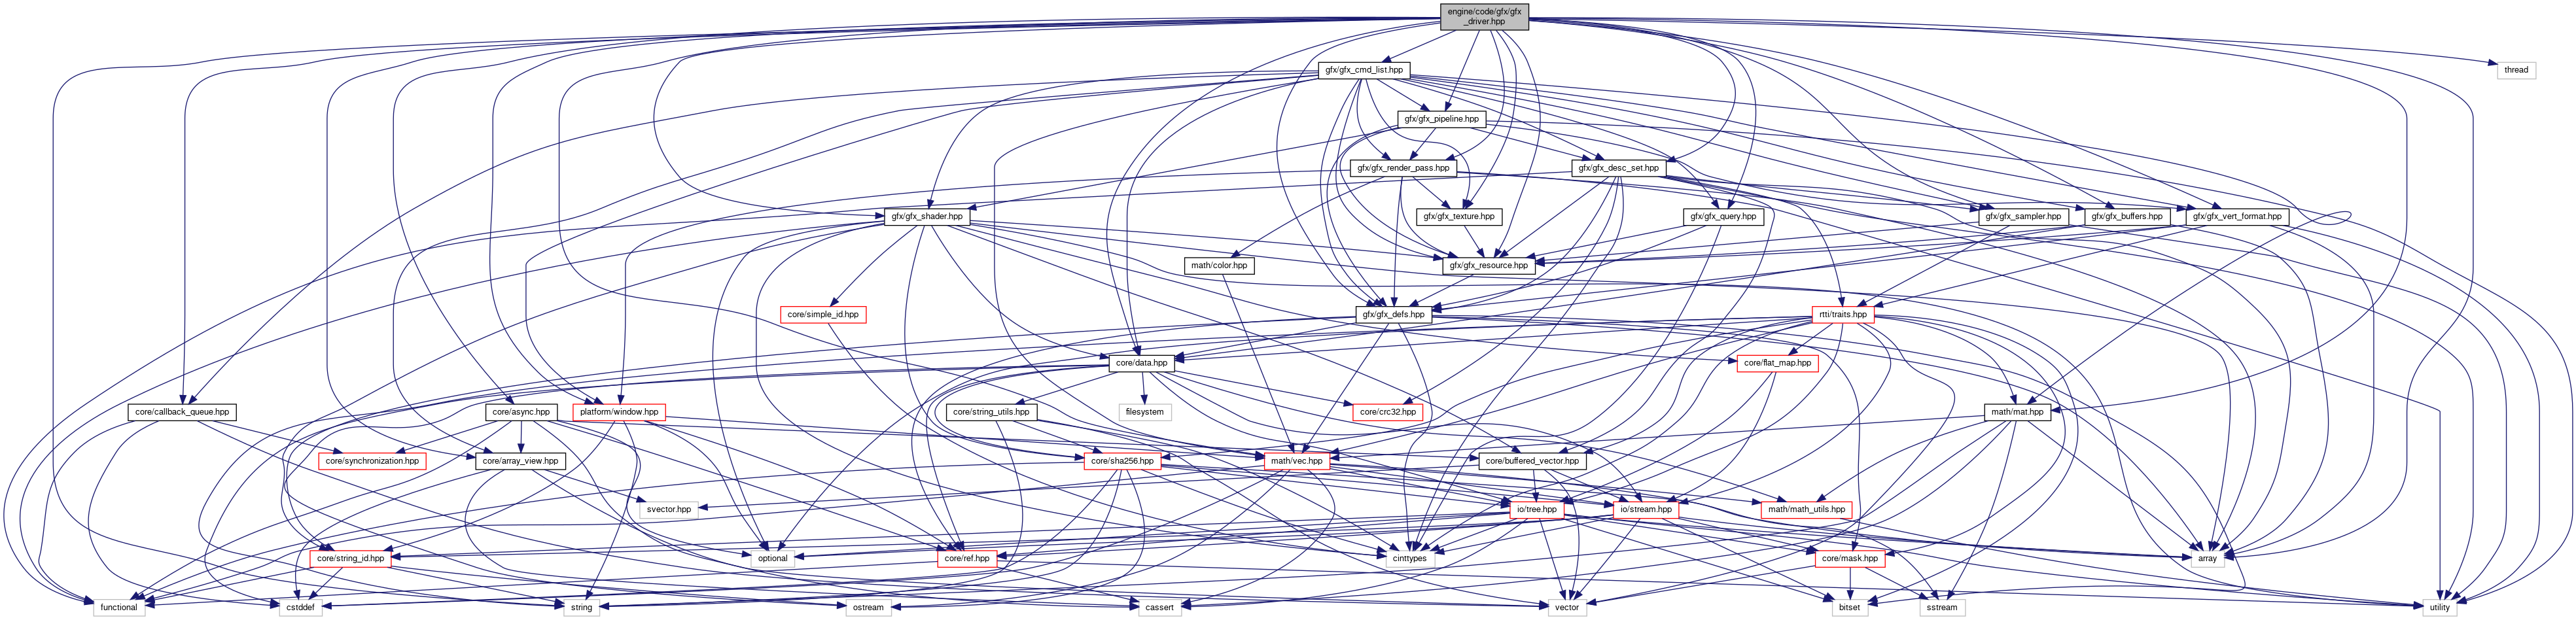 engine/code/gfx/gfx
_driver.hpp
gfx/gfx_cmd_list.hpp
thread
gfx/gfx_pipeline.hpp
gfx/gfx_render_pass.hpp
gfx/gfx_desc_set.hpp
gfx/gfx_shader.hpp
gfx/gfx_texture.hpp
gfx/gfx_query.hpp
gfx/gfx_sampler.hpp
gfx/gfx_buffers.hpp
gfx/gfx_vert_format.hpp
math/color.hpp
gfx/gfx_resource.hpp
core/simple_id.hpp
gfx/gfx_defs.hpp
rtti/traits.hpp
core/data.hpp
core/flat_map.hpp
core/callback_queue.hpp
core/async.hpp
platform/window.hpp
core/string_utils.hpp
filesystem
core/crc32.hpp
math/mat.hpp
core/synchronization.hpp
core/array_view.hpp
core/sha256.hpp
math/vec.hpp
core/buffered_vector.hpp
svector.hpp
io/tree.hpp
io/stream.hpp
math/math_utils.hpp
core/string_id.hpp
optional
core/ref.hpp
cinttypes
core/mask.hpp
array
functional
cstddef
string
ostream
cassert
vector
bitset
sstream
utility